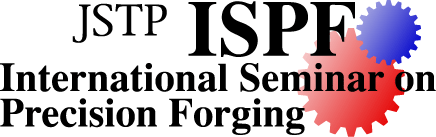 JSTP ISPF
International Seminar on
Precision Forging